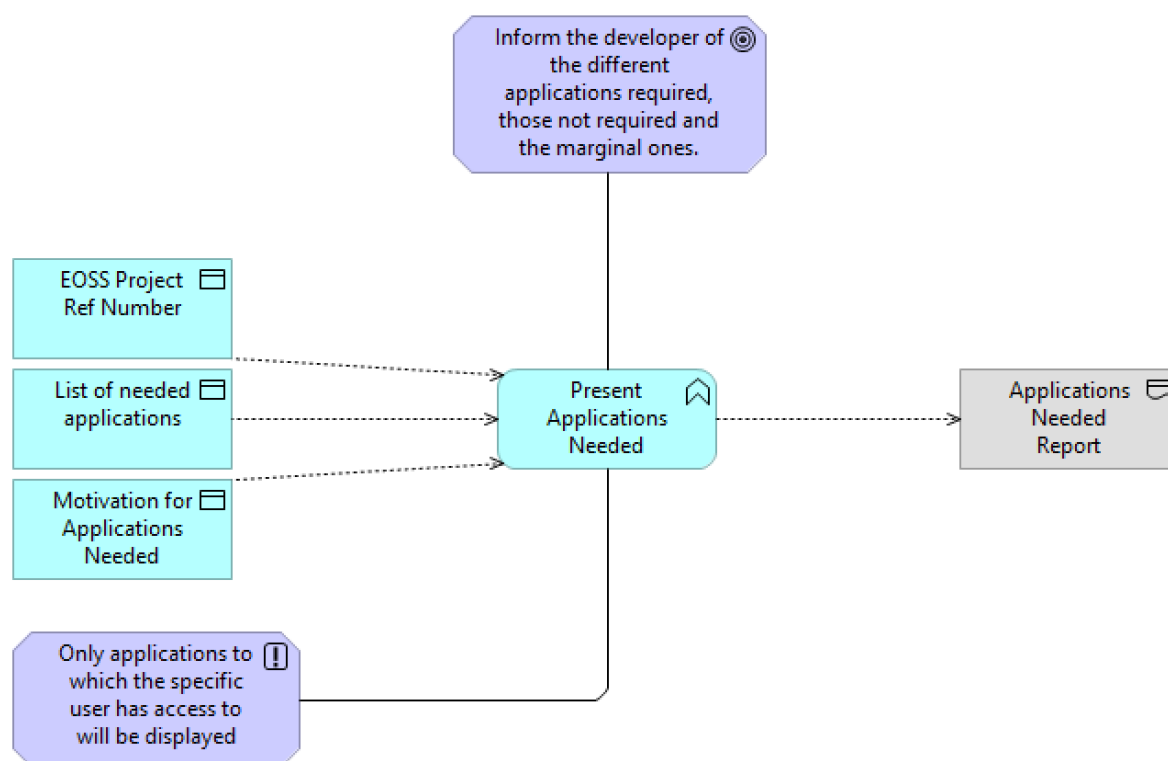 Inform the developer of
the different
applications required,
those not required and
the marginal ones.
EOSS Project
Ref Number
List of needed
applications
Motivation for
Applications
Needed
Present
Applications
Needed
Applications
Needed
Report
Only applications to
which the specific
user has access to
will be displayed